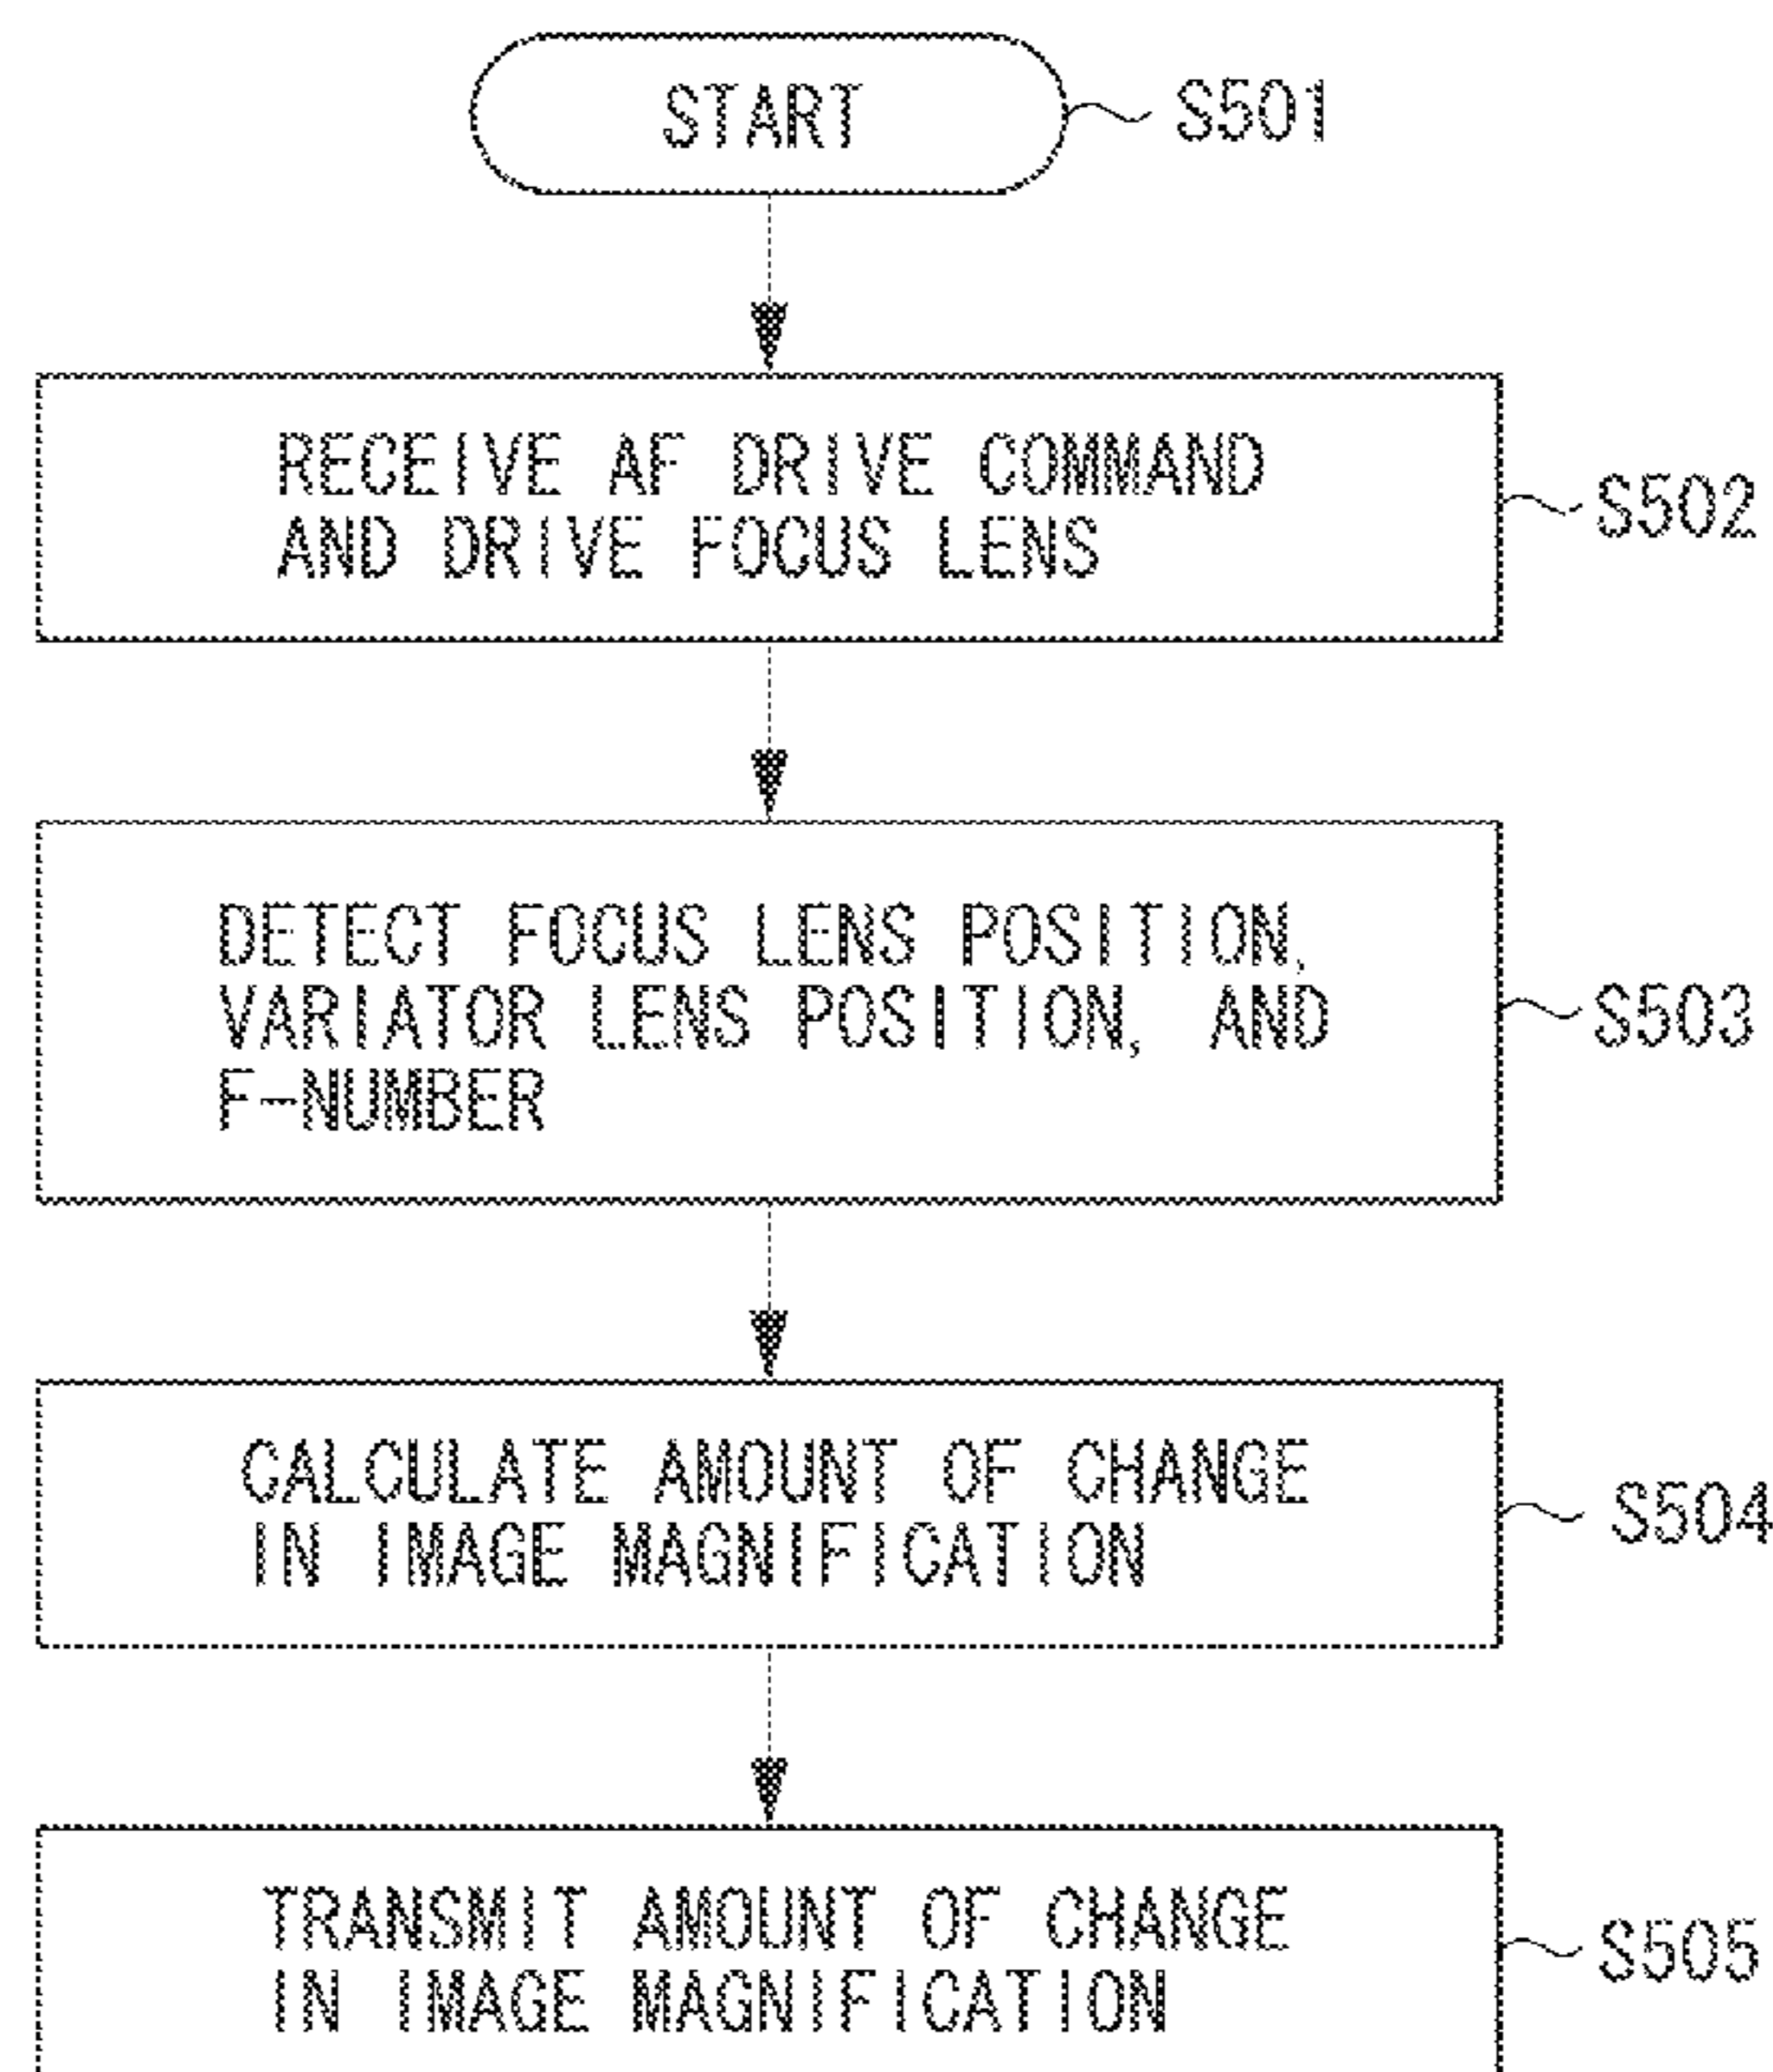 START
S501
RECEIVE AF DRIVE COMMAND
AND DRIVE FOCUS LENS
S502
DETECT FOCUS LENS POSITION,
VARIATOR LENS POSITION, AND
F-NUMBER
S503
CALCULATE AMOUNT OF CHANGE
IN IMAGE MAGNIFICATION
S504
TRANSMIT AMOUNT OF CHANGE
IN IMAGE MAGNIFICATION
S505